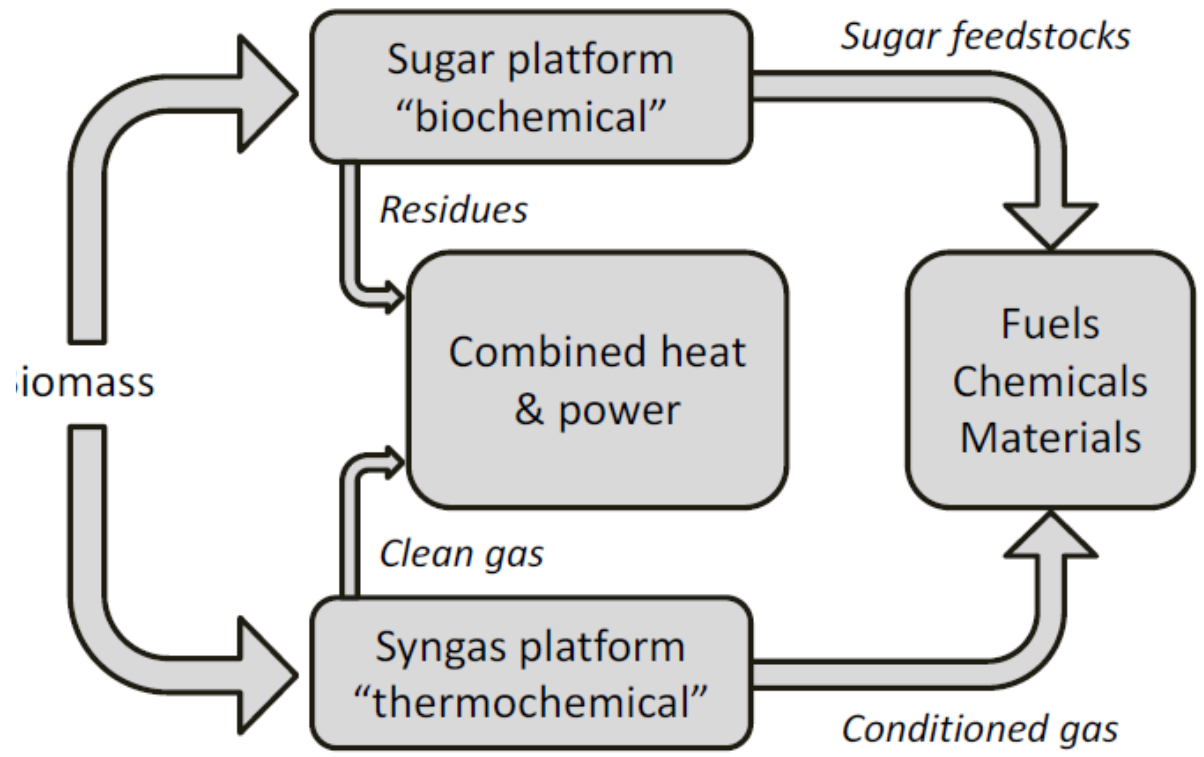 Sugar feedstocks
Sugar platform
“biochemical”
Residues
Combined heat
& power
Fuels
Chemicals
Materials
iomass
Clean gas
Syngas platform
“thermochemical”
Conditioned gas